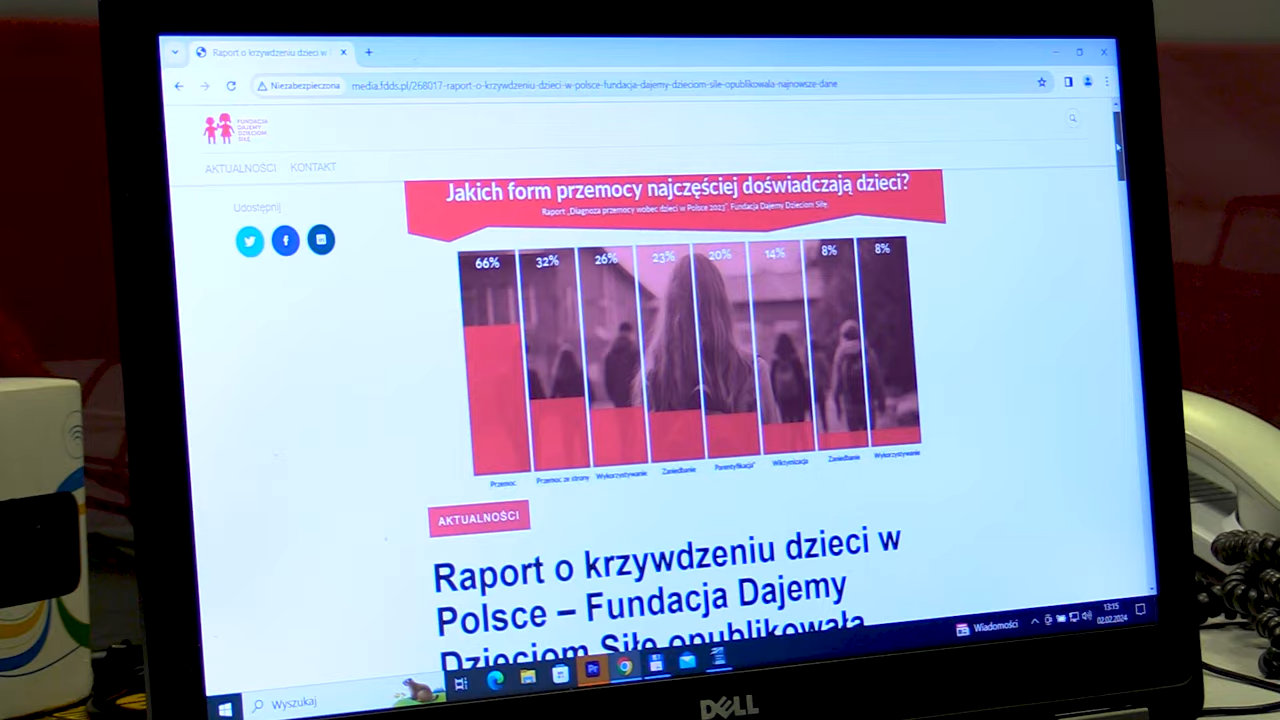 Raport o krzywdzeniu dzieci w
Niezabezpieczona
media.fdds.pl/268017-raport-o-krzywdzeniu-dzieci-w-polsce-fundacja-dajemy-dzieciom-sile-opublikowala-najnowsze-dane
FUNDACJA
DAJEMY
DZIECIOM
SIŁĘ
AKTUALNOŚCI KONTAKT
Udostępnij
Jakich form przemocy najczęściej doświadczają dzieci?
Raport „Diagnoza przemocy wobec dzieci w Polsce 2023”, Fundacja Dajemy Dzieciom Siłę
66% 32% 26% 23% 20% 14% 8% 8%
Przemoc Przemoc ze strony Wykorzystywanie Zaniedbanie Parentyfikacja* Wiktymizacja Zaniedbanie Wykorzystywanie
AKTUALNOŚCI
Raport o krzywdzeniu dzieci w
Polsce – Fundacja Dajemy
Dzieciom Siłę opublikowała
Wyszukaj
Pr
Wiadomości
13:15
02.02.2024
DELL